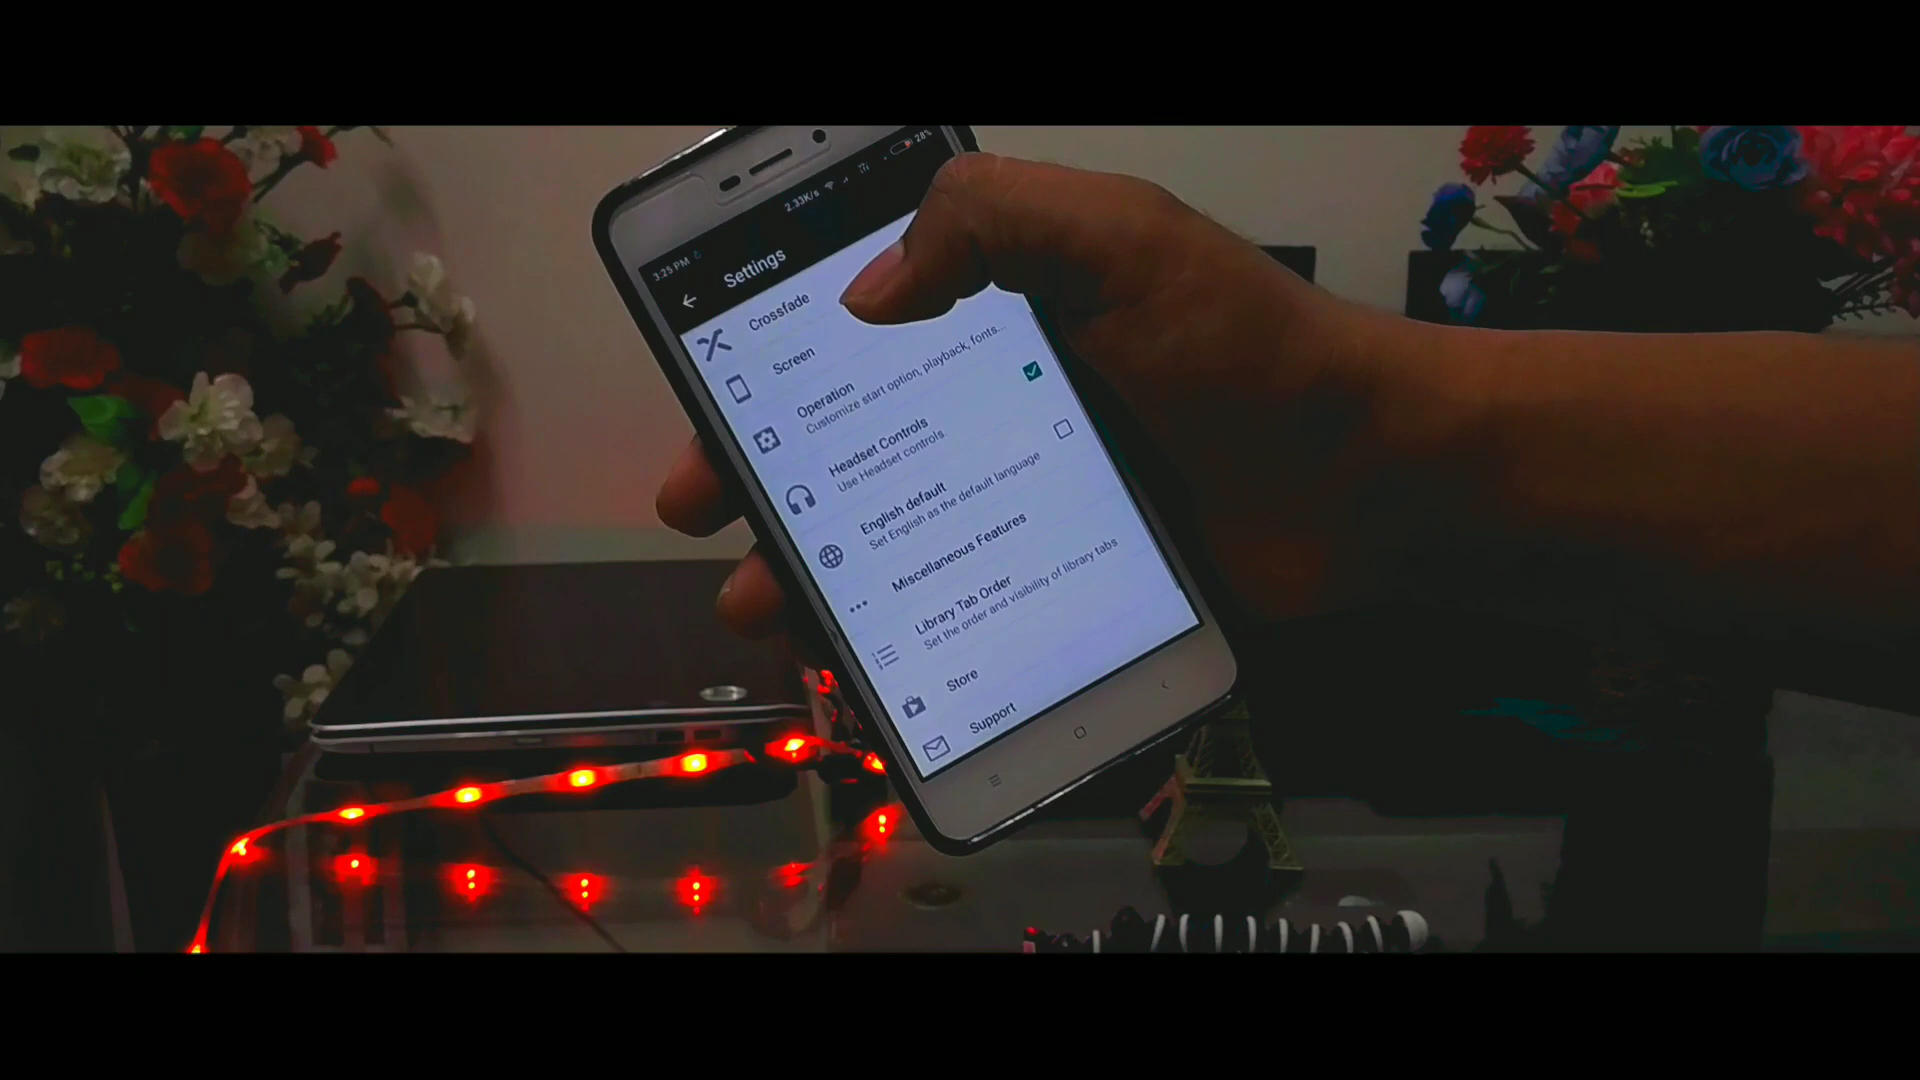 2.33K/s
28%
3:25 PM
Settings
Crossfade
Screen
Operation
Customize start option, playback, fonts...
Headset Controls
Use Headset controls.
English default
Set English as the default language
Miscellaneous Features
Library Tab Order
Set the order and visibility of library tabs
Store
Support